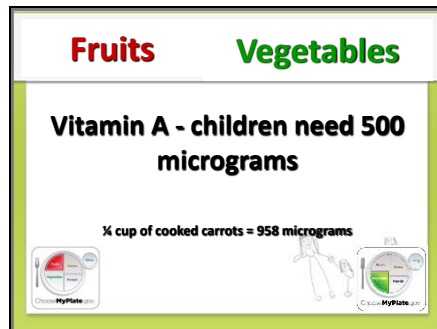 Fruits Vegetables
Vitamin A - children need 500
micrograms
¼ cup of cooked carrots = 958 micrograms
ChooseMyPlate.gov
ChooseMyPlate.gov